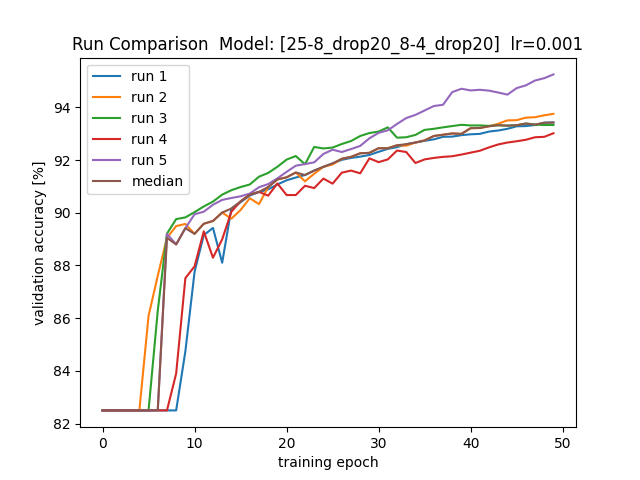 Run Comparison  Model: [25-8_drop20_8-4_drop20]  lr=0.001
run 1
run 2
run 3
run 4
run 5
median
validation accuracy [%]
94
92
90
88
86
84
82
0 10 20 30 40 50
training epoch